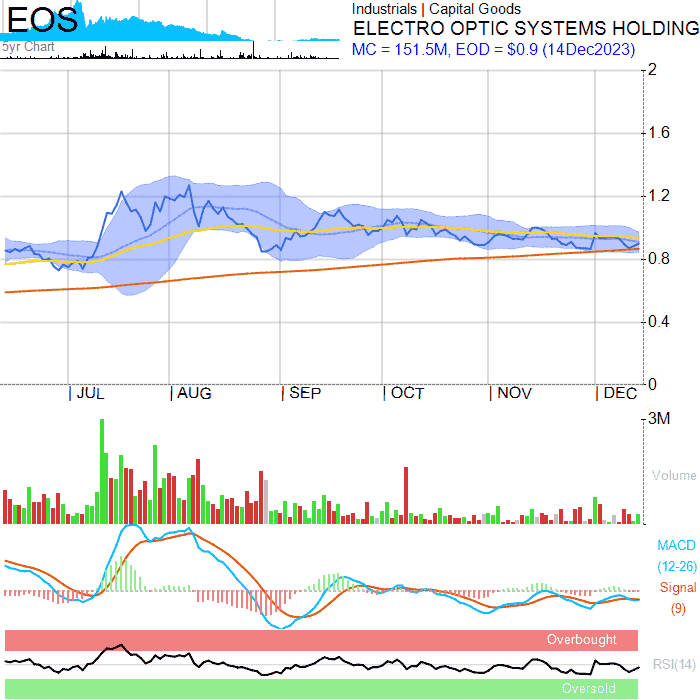 EOS
5yr Chart
Industrials | Capital Goods
ELECTRO OPTIC SYSTEMS HOLDING
MC = 151.5M, EOD = $0.9 (14Dec2023)
2
1.6
1.2
0.8
0.4
0
| JUL | AUG | SEP | OCT | NOV | DEC
3M
Volume
MACD
(12-26)
Signal
(9)
Overbought
RSI(14)
Oversold